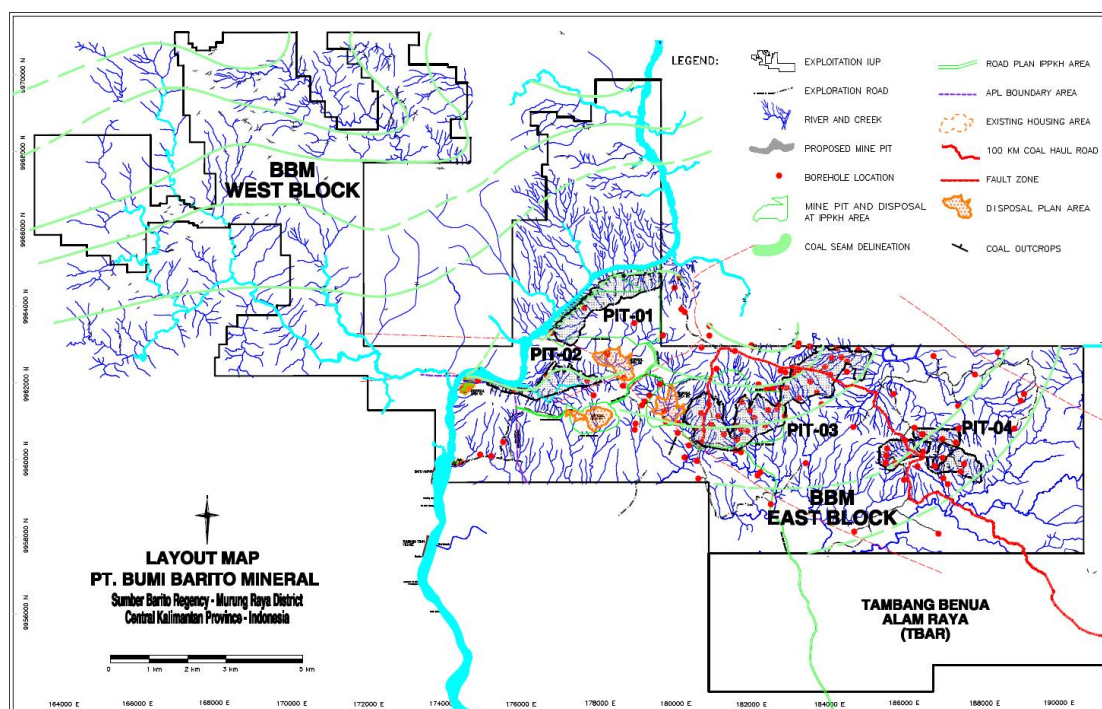 LEGEND:
EXPLOITATION IUP
EXPLORATION ROAD
RIVER AND CREEK
PROPOSED MINE PIT
BOREHOLE LOCATION
MINE PIT AND DISPOSAL
AT IPPKH AREA
COAL SEAM DELINEATION
ROAD PLAN IPPKH AREA
APL BOUNDARY AREA
EXISTING HOUSING AREA
100 KM COAL HAUL ROAD
FAULT ZONE
DISPOSAL PLAN AREA
COAL OUTCROPS
9970000 N
9968000 N
9966000 N
9964000 N
9962000 N
9960000 N
9958000 N
9956000 N
BBM
WEST BLOCK
PIT-01
PIT-02
PIT-03
PIT-04
BBM
EAST BLOCK
LAYOUT MAP
PT. BUMI BARITO MINERAL
Sumber Barito Regency - Murung Raya District
Central Kalimantan Province - Indonesia
0 1 km 2 km 3 km 5 km
TAMBANG BENUA
ALAM RAYA
(TBAR)
164000 E 166000 E 168000 E 170000 E 172000 E 174000 E 176000 E 178000 E 180000 E 182000 E 184000 E 186000 E 188000 E 190000 E